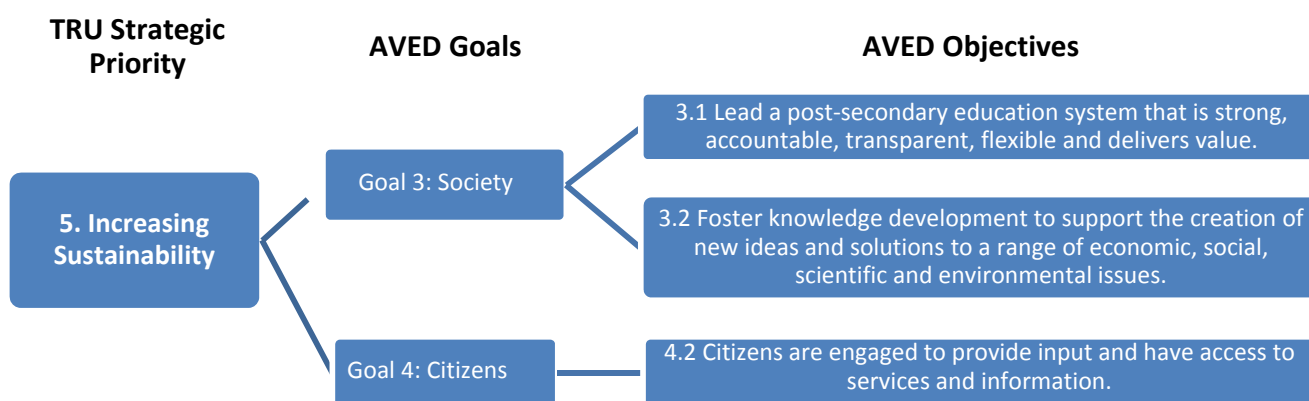 TRU Strategic
Priority
AVED Goals
AVED Objectives
5. Increasing
Sustainability
Goal 3: Society
3.1 Lead a post-secondary education system that is strong,
accountable, transparent, flexible and delivers value.
3.2 Foster knowledge development to support the creation of
new ideas and solutions to a range of economic, social,
scientific and environmental issues.
Goal 4: Citizens
4.2 Citizens are engaged to provide input and have access to
services and information.